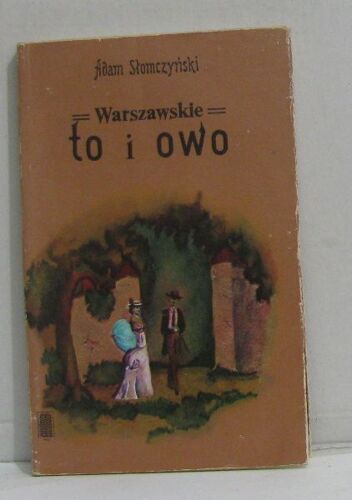 Adam Słomczyński
= Warszawskie =
to i owo